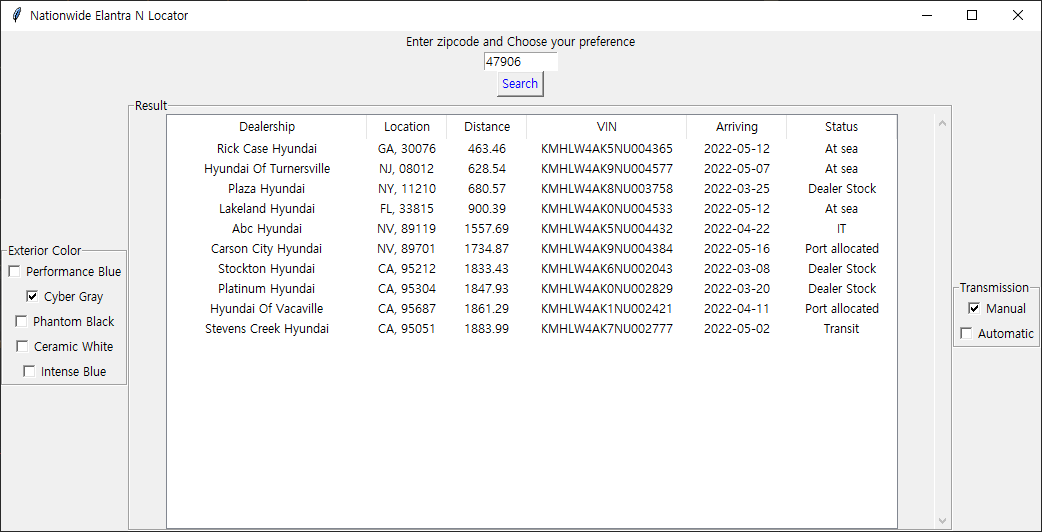 Nationwide Elantra N Locator
Enter zipcode and Choose your preference
47906
Search
Result
Dealership Location Distance VIN Arriving Status
Rick Case Hyundai GA, 30076 463.46 KMHLW4AK5NU004365 2022-05-12 At sea
Hyundai Of Turnersville NJ, 08012 628.54 KMHLW4AK9NU004577 2022-05-07 At sea
Plaza Hyundai NY, 11210 680.57 KMHLW4AK8NU003758 2022-03-25 Dealer Stock
Lakeland Hyundai FL, 33815 900.39 KMHLW4AK0NU004533 2022-05-12 At sea
Abc Hyundai NV, 89119 1557.69 KMHLW4AK5NU004432 2022-04-22 IT
Carson City Hyundai NV, 89701 1734.87 KMHLW4AK9NU004384 2022-05-16 Port allocated
Stockton Hyundai CA, 95212 1833.43 KMHLW4AK6NU002043 2022-03-08 Dealer Stock
Platinum Hyundai CA, 95304 1847.93 KMHLW4AK0NU002829 2022-03-20 Dealer Stock
Hyundai Of Vacaville CA, 95687 1861.29 KMHLW4AK1NU002421 2022-04-11 Port allocated
Stevens Creek Hyundai CA, 95051 1883.99 KMHLW4AK7NU002777 2022-05-02 Transit
Exterior Color
Performance Blue
Cyber Gray
Phantom Black
Ceramic White
Intense Blue
Transmission
Manual
Automatic